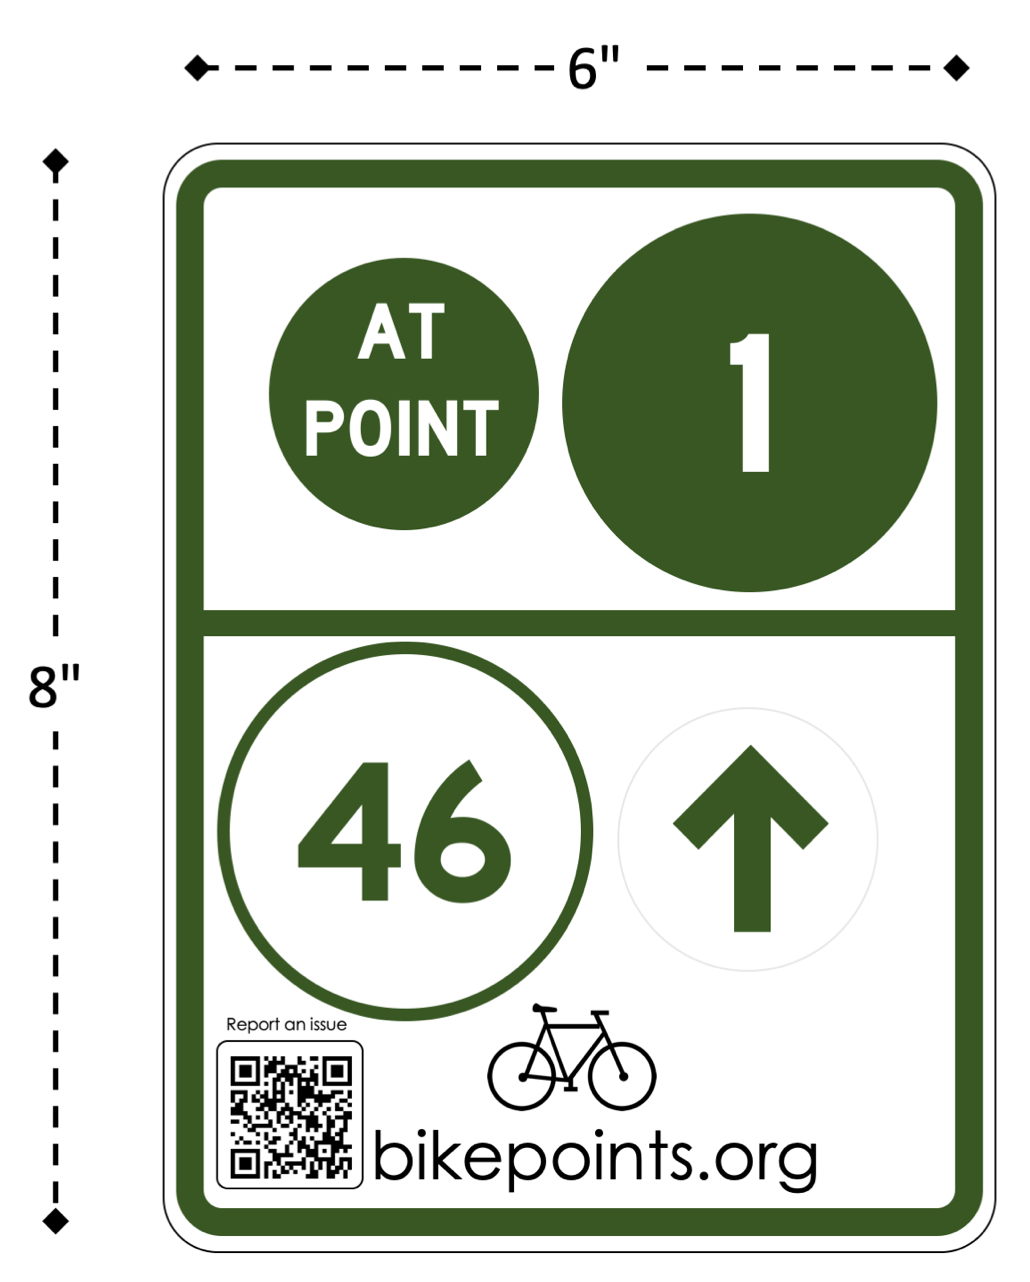 6"
8"
AT
POINT
1
46
Report an issue
bikepoints.org